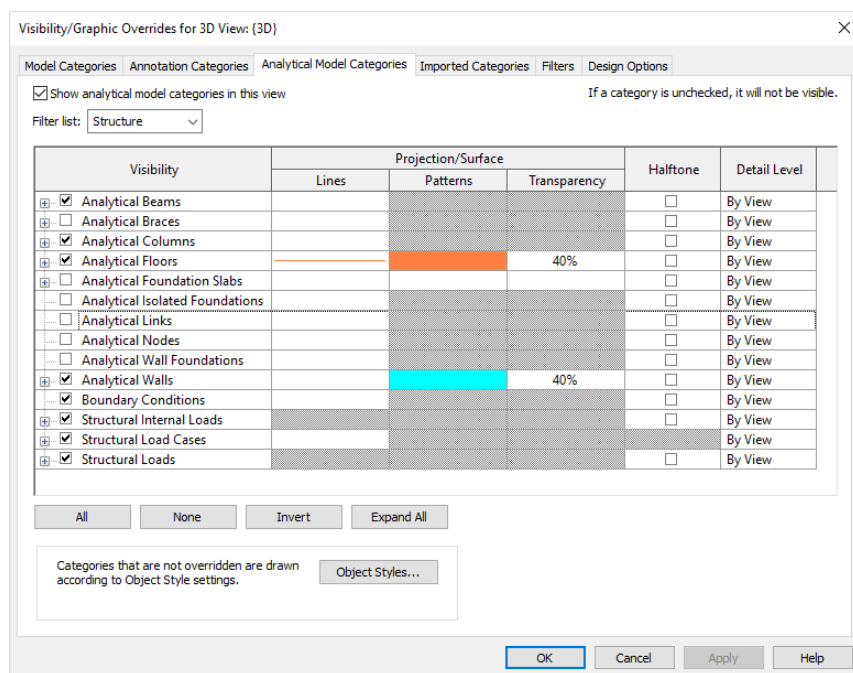 Visibility/Graphic Overrides for 3D View: {3D}
Model Categories Annotation Categories Analytical Model Categories Imported Categories Filters Design Options
Show analytical model categories in this view
If a category is unchecked, it will not be visible.
Filter list: Structure
Visibility Projection/Surface Halftone Detail Level
Lines Patterns Transparency
Analytical Beams By View
Analytical Braces By View
Analytical Columns By View
Analytical Floors 40% By View
Analytical Foundation Slabs By View
Analytical Isolated Foundations By View
Analytical Links By View
Analytical Nodes By View
Analytical Wall Foundations By View
Analytical Walls 40% By View
Boundary Conditions By View
Structural Internal Loads By View
Structural Load Cases By View
Structural Loads By View
All None Invert Expand All
Categories that are not overridden are drawn
according to Object Style settings.
Object Styles...
OK Cancel Apply Help